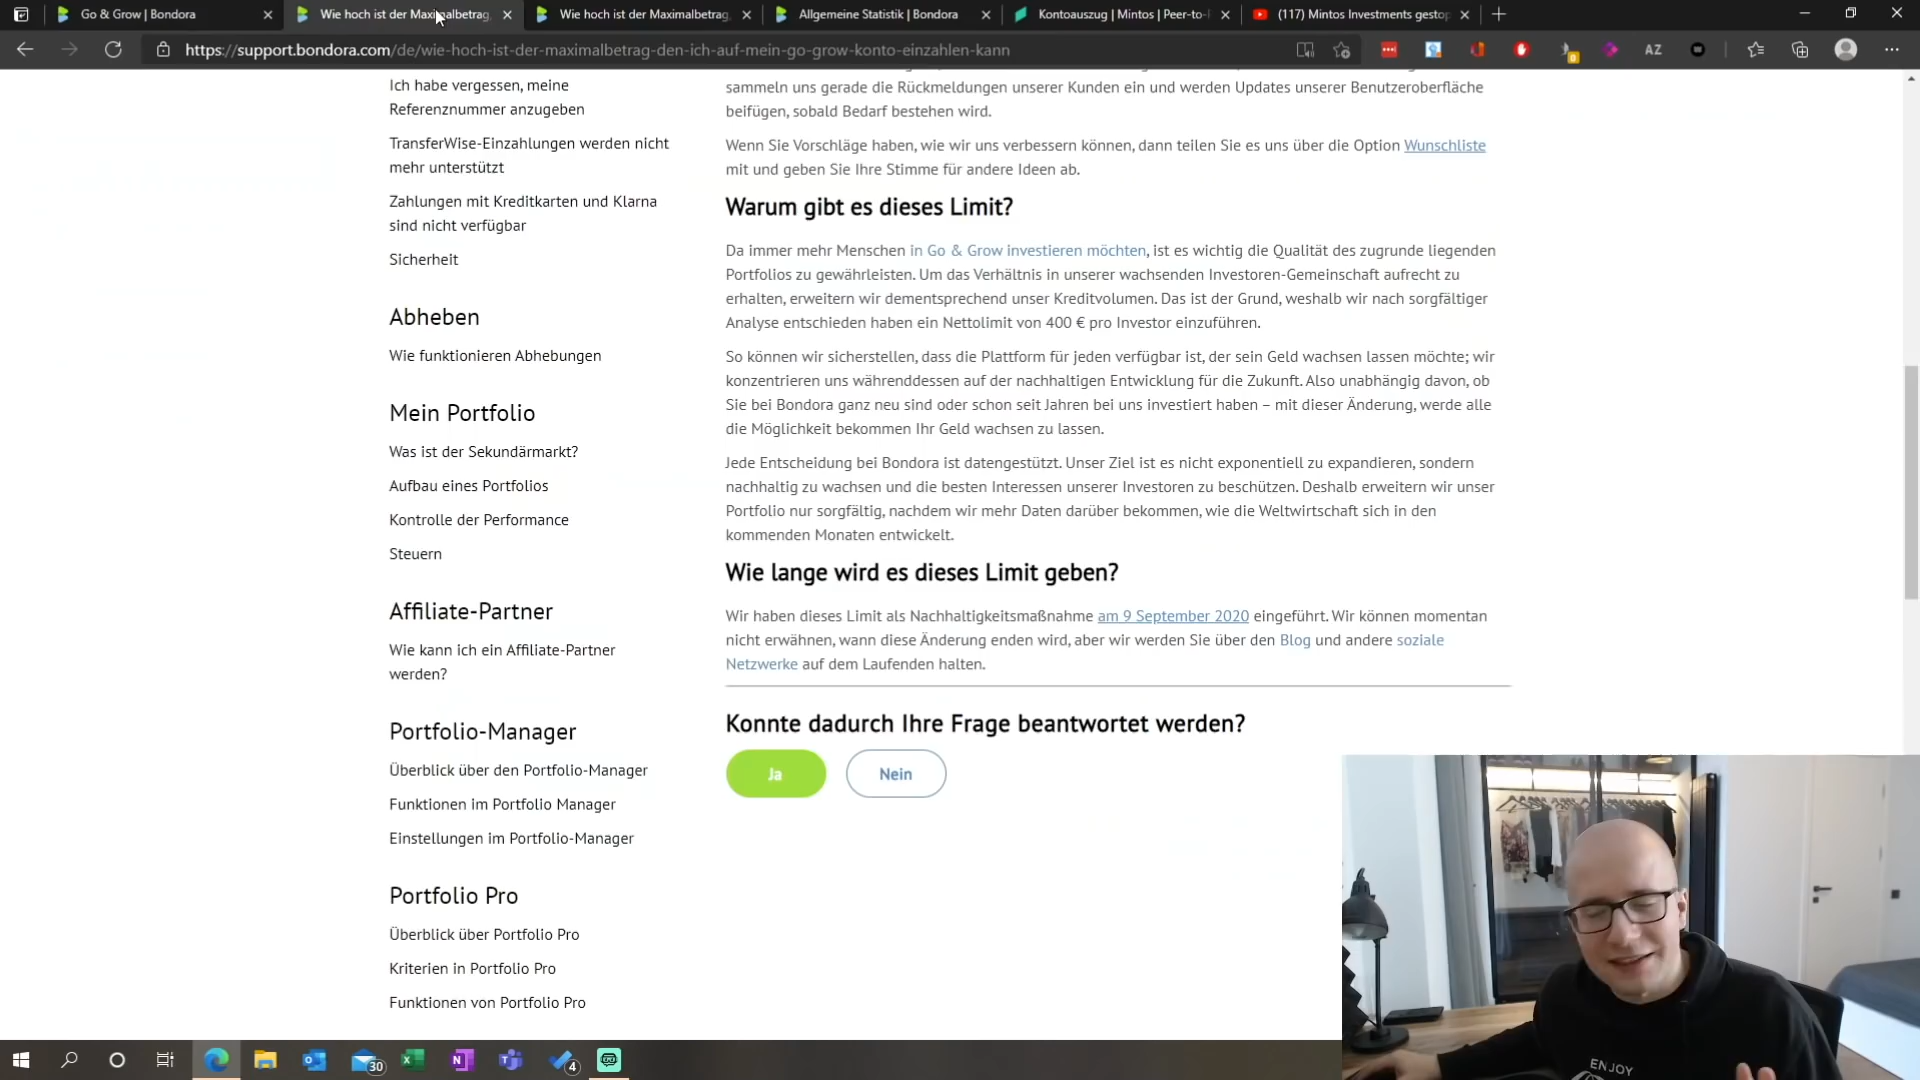 Go & Grow | Bondora
Wie hoch ist der Maximalbetrag,
Wie hoch ist der Maximalbetrag,
Allgemeine Statistik | Bondora
Kontoauszug | Mintos | Peer-to-
(117) Mintos Investments gestop
https://support.bondora.com/de/wie-hoch-ist-der-maximalbetrag-den-ich-auf-mein-go-grow-konto-einzahlen-kann
AZ
Ich habe vergessen, meine
Referenznummer anzugeben
TransferWise-Einzahlungen werden nicht
mehr unterstützt
Zahlungen mit Kreditkarten und Klarna
sind nicht verfügbar
Sicherheit
Abheben
Wie funktionieren Abhebungen
Mein Portfolio
Was ist der Sekundärmarkt?
Aufbau eines Portfolios
Kontrolle der Performance
Steuern
Affiliate-Partner
Wie kann ich ein Affiliate-Partner
werden?
Portfolio-Manager
Überblick über den Portfolio-Manager
Funktionen im Portfolio Manager
Einstellungen im Portfolio-Manager
Portfolio Pro
Überblick über Portfolio Pro
Kriterien in Portfolio Pro
Funktionen von Portfolio Pro
sammeln uns gerade die Rückmeldungen unserer Kunden ein und werden Updates unserer Benutzeroberfläche
beifügen, sobald Bedarf bestehen wird.
Wenn Sie Vorschläge haben, wie wir uns verbessern können, dann teilen Sie es uns über die Option Wunschliste
mit und geben Sie Ihre Stimme für andere Ideen ab.
Warum gibt es dieses Limit?
Da immer mehr Menschen in Go & Grow investieren möchten, ist es wichtig die Qualität des zugrunde liegenden
Portfolios zu gewährleisten. Um das Verhältnis in unserer wachsenden Investoren-Gemeinschaft aufrecht zu
erhalten, erweitern wir dementsprechend unser Kreditvolumen. Das ist der Grund, weshalb wir nach sorgfältiger
Analyse entschieden haben ein Nettolimit von 400 € pro Investor einzuführen.
So können wir sicherstellen, dass die Plattform für jeden verfügbar ist, der sein Geld wachsen lassen möchte; wir
konzentrieren uns währenddessen auf der nachhaltigen Entwicklung für die Zukunft. Also unabhängig davon, ob
Sie bei Bondora ganz neu sind oder schon seit Jahren bei uns investiert haben – mit dieser Änderung, werde alle
die Möglichkeit bekommen Ihr Geld wachsen zu lassen.
Jede Entscheidung bei Bondora ist datengestützt. Unser Ziel ist es nicht exponentiell zu expandieren, sondern
nachhaltig zu wachsen und die besten Interessen unserer Investoren zu beschützen. Deshalb erweitern wir unser
Portfolio nur sorgfältig, nachdem wir mehr Daten darüber bekommen, wie die Weltwirtschaft sich in den
kommenden Monaten entwickelt.
Wie lange wird es dieses Limit geben?
Wir haben dieses Limit als Nachhaltigkeitsmaßnahme am 9 September 2020 eingeführt. Wir können momentan
nicht erwähnen, wann diese Änderung enden wird, aber wir werden Sie über den Blog und andere soziale
Netzwerke auf dem Laufenden halten.
Konnte dadurch Ihre Frage beantwortet werden?
Ja
Nein
ENJOY
30
4